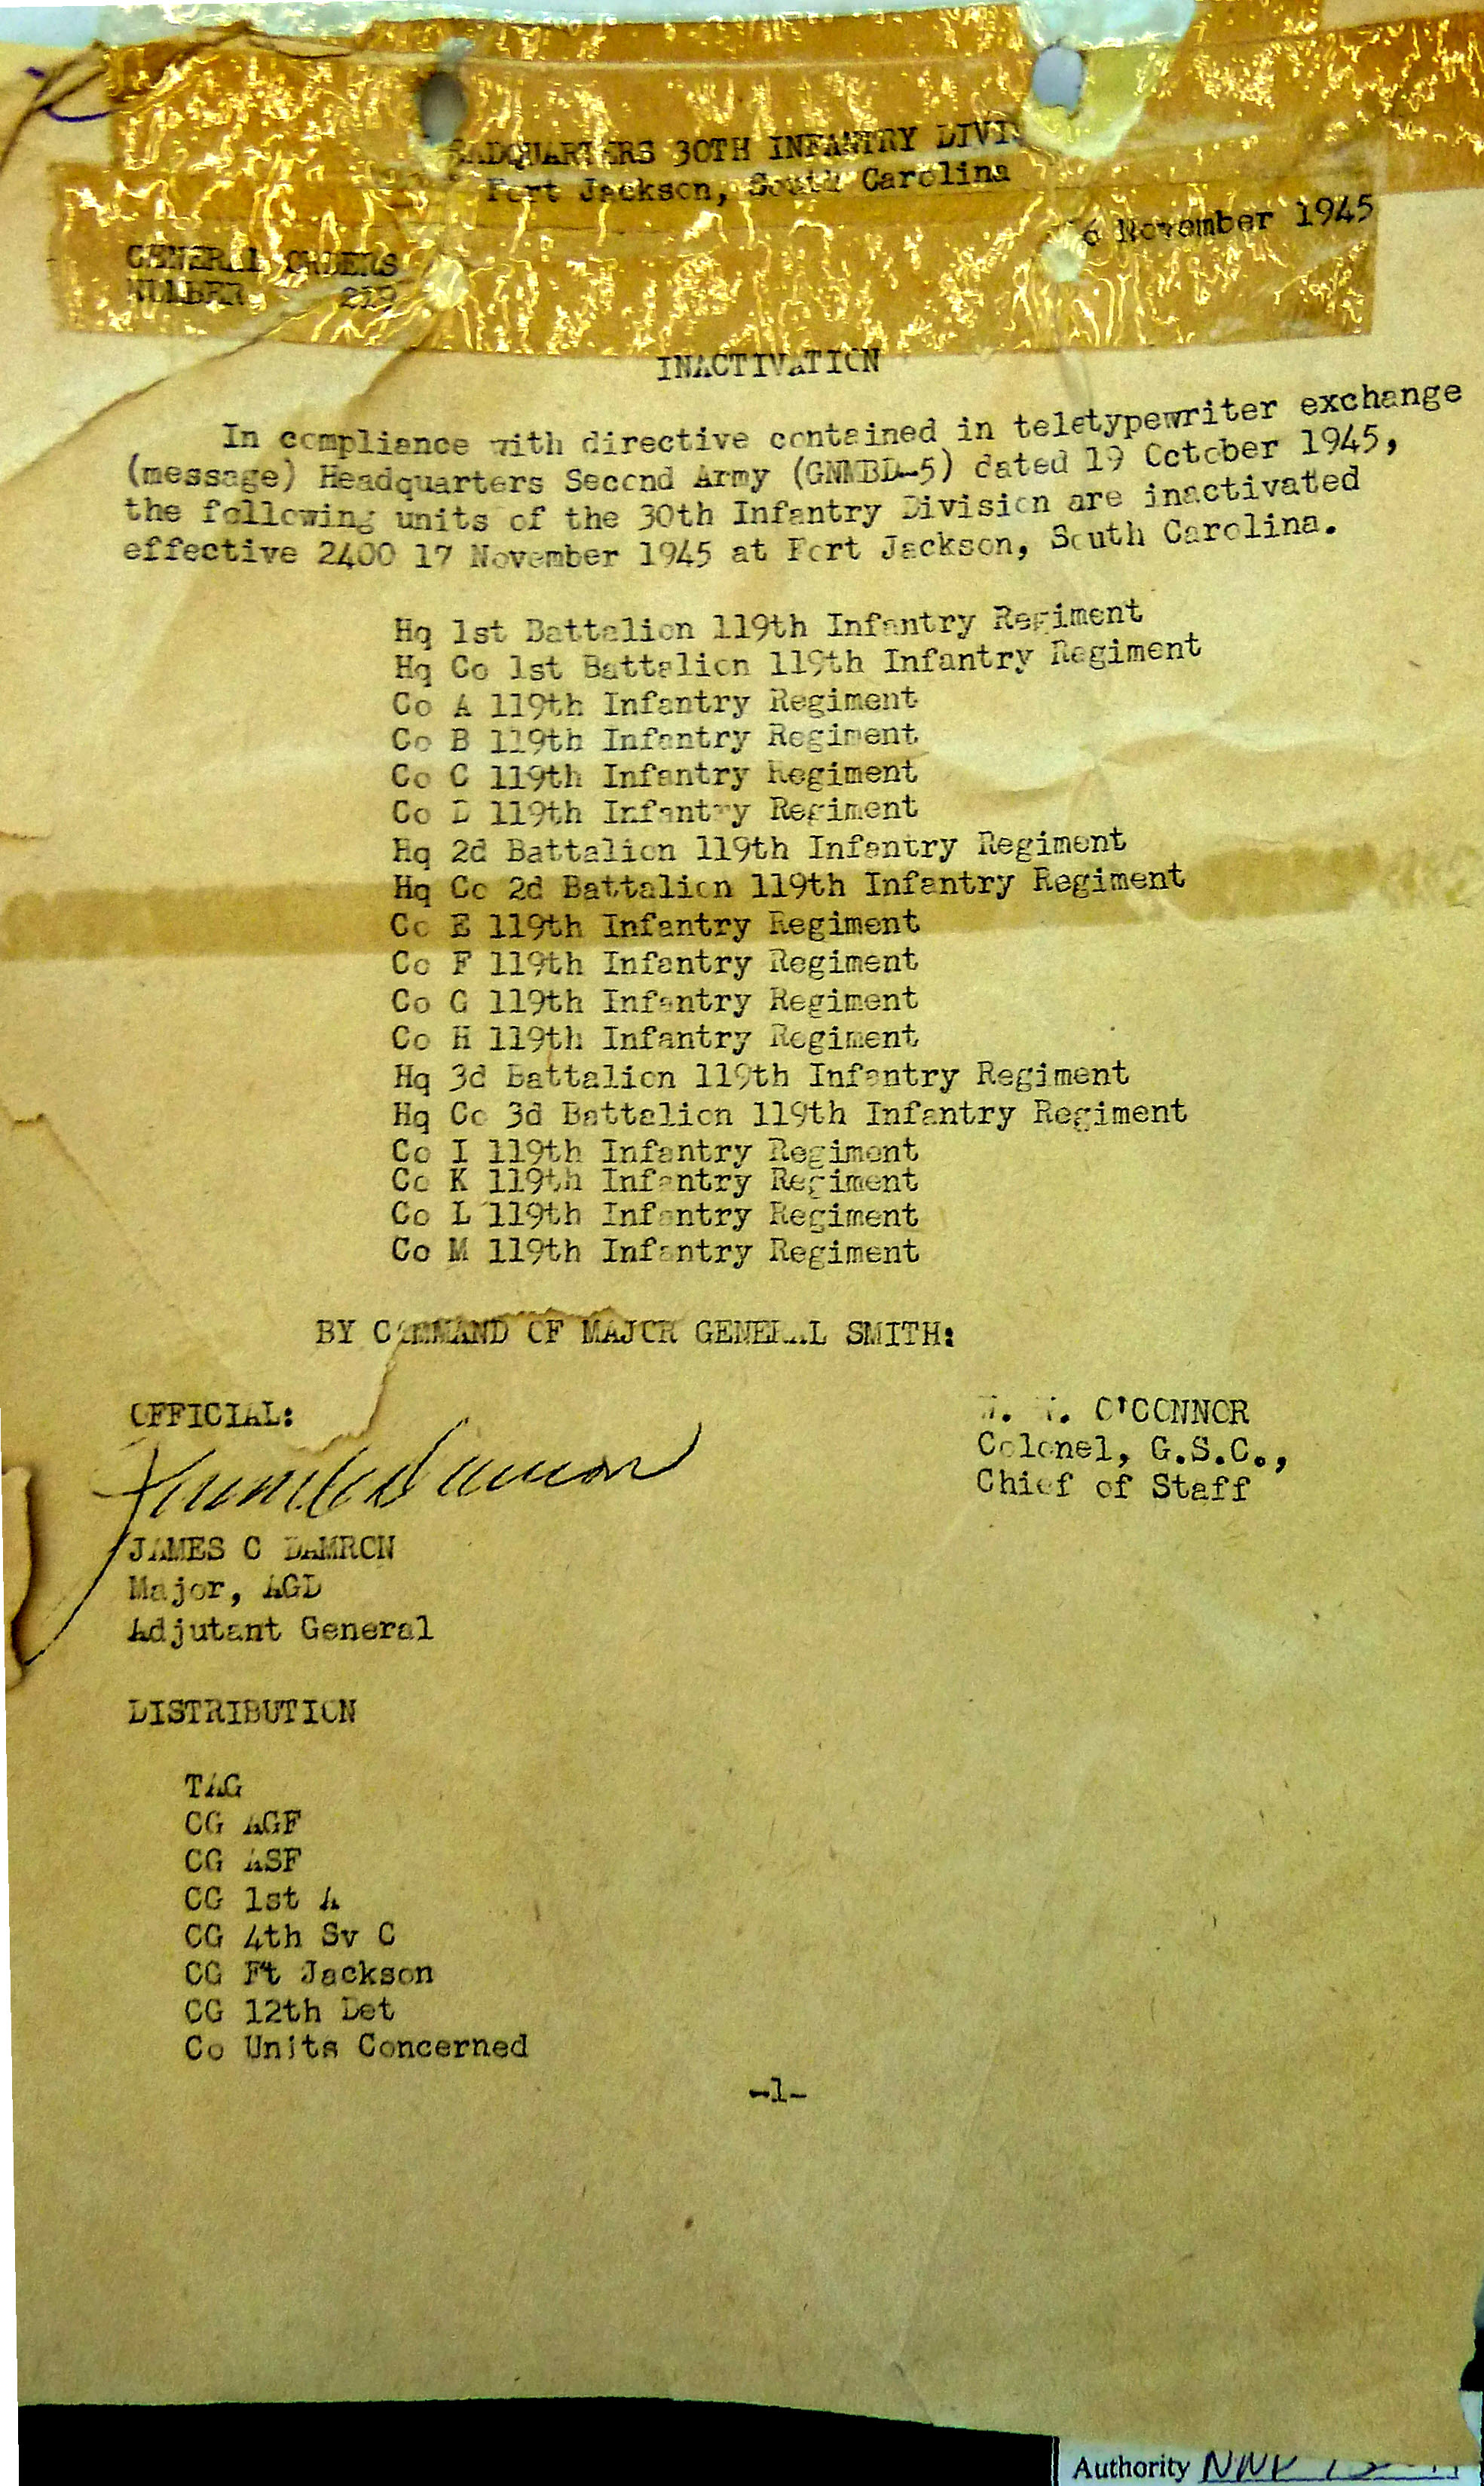 HEADQUARTERS 30TH INFANTRY DIVIS
Fort Jackson, South Carolina
6 November 1945
GENERAL ORDERS
NUMBER 219
INACTIVATION
In compliance with directive contained in teletypewriter exchange
(message) Headquarters Second Army (GNMBD-5) dated 19 October 1945,
the following units of the 30th Infantry Division are inactivated
effective 2400 17 November 1945 at Fort Jackson, South Carolina.
Hq 1st Battalion 119th Infantry Regiment
Hq Co 1st Battalion 119th Infantry Regiment
Co A 119th Infantry Regiment
Co B 119th Infantry Regiment
Co C 119th Infantry Regiment
Co D 119th Infantry Regiment
Hq 2d Battalion 119th Infantry Regiment
Hq Co 2d Battalion 119th Infantry Regiment
Co E 119th Infantry Regiment
Co F 119th Infantry Regiment
Co G 119th Infantry Regiment
Co H 119th Infantry Regiment
Hq 3d Battalion 119th Infantry Regiment
Hq Co 3d Battalion 119th Infantry Regiment
Co I 119th Infantry Regiment
Co K 119th Infantry Regiment
Co L 119th Infantry Regiment
Co M 119th Infantry Regiment
BY COMMAND OF MAJOR GENERAL SMITH:
OFFICIAL:
O'CONNOR
Colonel, G.S.C.,
Chief of Staff
JAMES C DAMRON
Major, AGD
Adjutant General
DISTRIBUTION
TAG
CG AGF
CG ASF
CG 1st A
CG 4th Sv C
CG Ft Jackson
CG 12th Det
Co Units Concerned
-1-
Authority